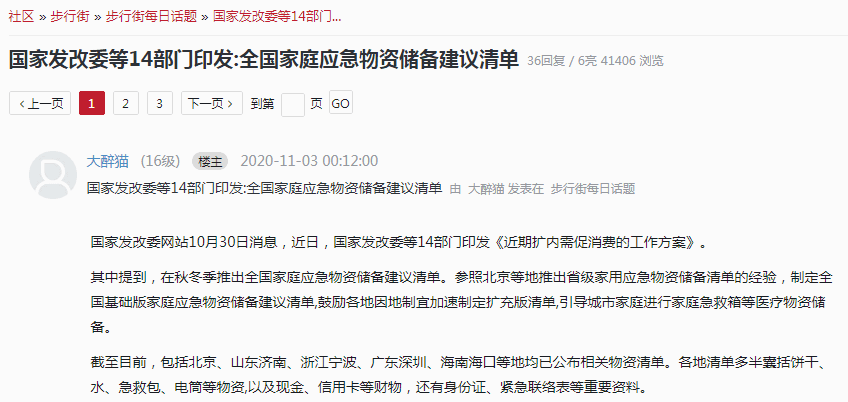 社区 » 步行街 » 步行街每日话题 » 国家发改委等14部门...
国家发改委等14部门印发:全国家庭应急物资储备建议清单 36回复 / 6亮 41406 浏览
‹上一页 1 2 3 下一页› 到第 页 GO
大醉猫 (16级) 楼主 2020-11-03 00:12:00
国家发改委等14部门印发:全国家庭应急物资储备建议清单 由 大醉猫 发表在 步行街每日话题
国家发改委网站10月30日消息，近日，国家发改委等14部门印发《近期扩内需促消费的工作方案》。
其中提到，在秋冬季推出全国家庭应急物资储备建议清单。参照北京等地推出省级家用应急物资储备清单的经验，制定全
国基础版家庭应急物资储备建议清单,鼓励各地因地制宜加速制定扩充版清单,引导城市家庭进行家庭急救箱等医疗物资储
备。
截至目前，包括北京、山东济南、浙江宁波、广东深圳、海南海口等地均已公布相关物资清单。各地清单多半囊括饼干、
水、急救包、电筒等物资,以及现金、信用卡等财物，还有身份证、紧急联络表等重要资料。